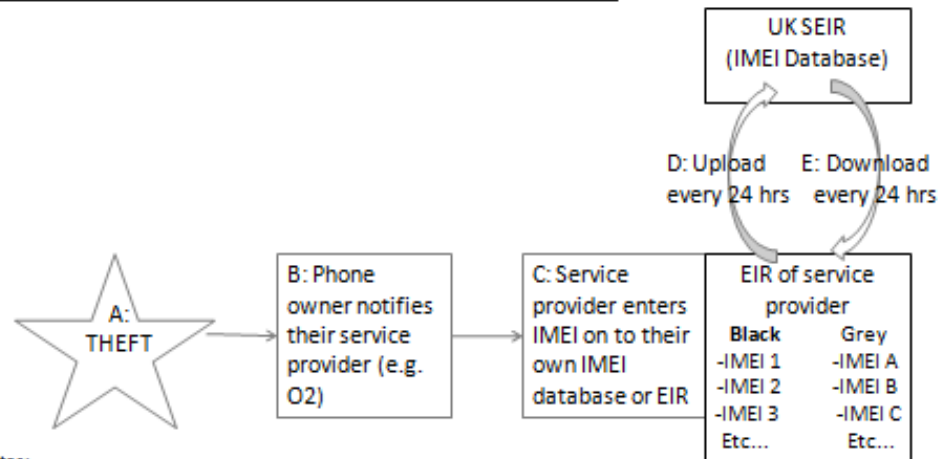 UK SEIR
(IMEI Database)
D: Upload
every 24 hrs
E: Download
every 24 hrs
A:
THEFT
B: Phone
owner notifies
their service
provider (e.g.
O2)
C: Service
provider enters
IMEI on to their
own IMEI
database or EIR
EIR of service
provider
Black Grey
-IMEI 1 -IMEI A
-IMEI 2 -IMEI B
-IMEI 3 -IMEI C
Etc... Etc...